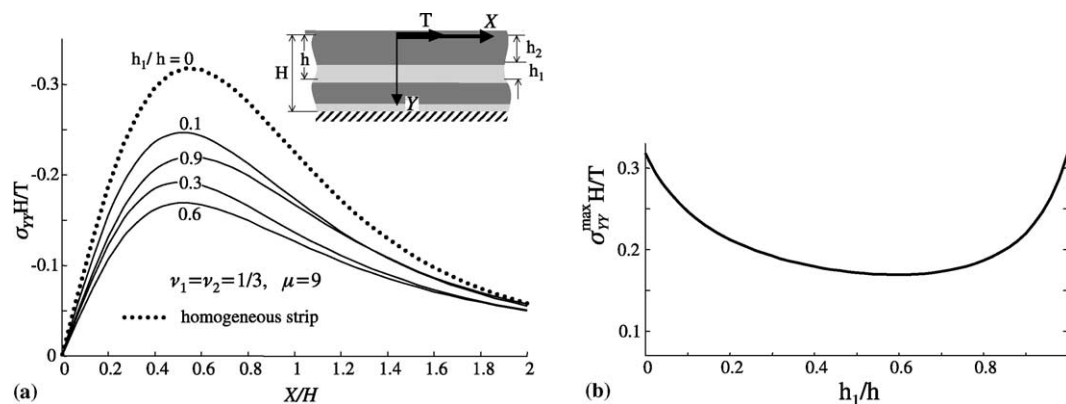 T X
h₂
H h
h₁
Y
h₁/ h = 0
-0.3
0.1
-0.2
0.9
0.3
0.6
-0.1
σ_YY H/T
ν₁=ν₂=1/3, μ=9
homogeneous strip
0
0 0.2 0.4 0.6 0.8 1 1.2 1.4 1.6 1.8 2
(a) X/H
0.3
0.2
0.1
σ_YY^max H/T
0 0.2 0.4 0.6 0.8
(b) h₁/h